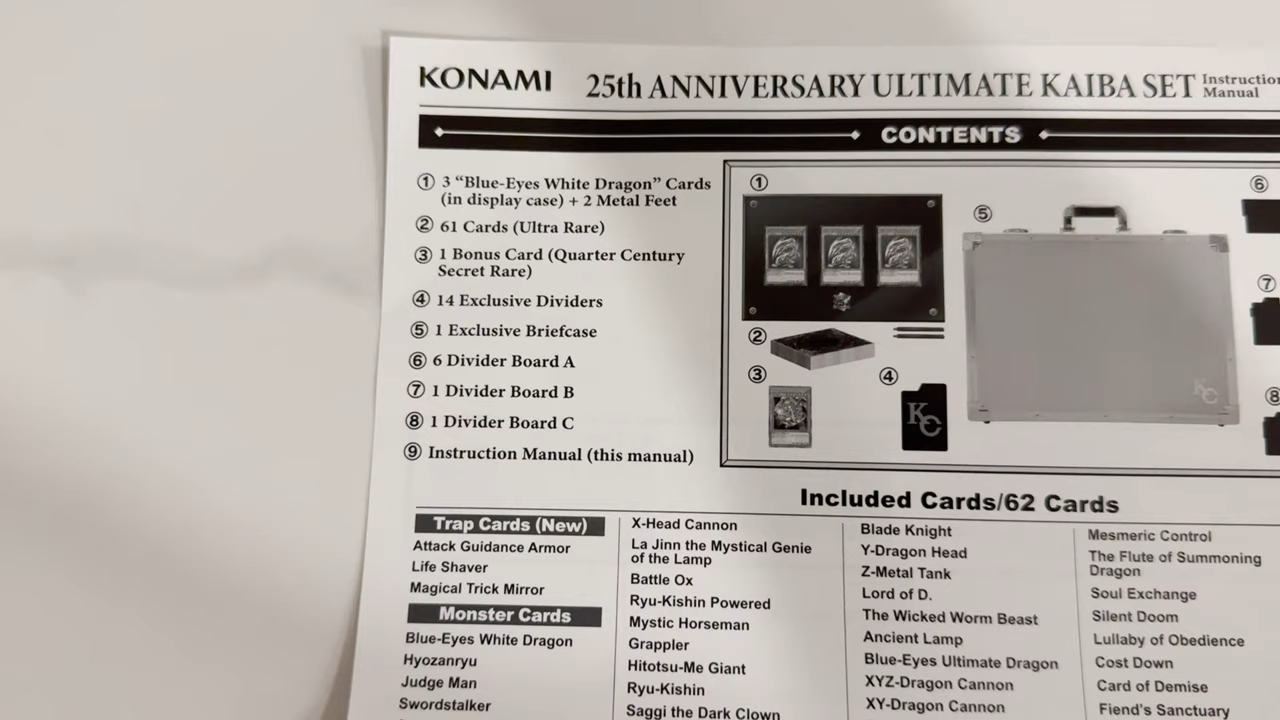 KONAMI
25th ANNIVERSARY ULTIMATE KAIBA SET
Instruction
Manual
CONTENTS
① 3 “Blue-Eyes White Dragon” Cards
(in display case) + 2 Metal Feet
② 61 Cards (Ultra Rare)
③ 1 Bonus Card (Quarter Century
Secret Rare)
④ 14 Exclusive Dividers
⑤ 1 Exclusive Briefcase
⑥ 6 Divider Board A
⑦ 1 Divider Board B
⑧ 1 Divider Board C
⑨ Instruction Manual (this manual)
①
②
③
④
KC
⑤
KC
⑥
⑦
⑧
Included Cards/62 Cards
Trap Cards (New)
Attack Guidance Armor
Life Shaver
Magical Trick Mirror
Monster Cards
Blue-Eyes White Dragon
Hyozanryu
Judge Man
Swordstalker
X-Head Cannon
La Jinn the Mystical Genie
of the Lamp
Battle Ox
Ryu-Kishin Powered
Mystic Horseman
Grappler
Hitotsu-Me Giant
Ryu-Kishin
Saggi the Dark Clown
Blade Knight
Y-Dragon Head
Z-Metal Tank
Lord of D.
The Wicked Worm Beast
Ancient Lamp
Blue-Eyes Ultimate Dragon
XYZ-Dragon Cannon
XY-Dragon Cannon
Mesmeric Control
The Flute of Summoning
Dragon
Soul Exchange
Silent Doom
Lullaby of Obedience
Cost Down
Card of Demise
Fiend's Sanctuary